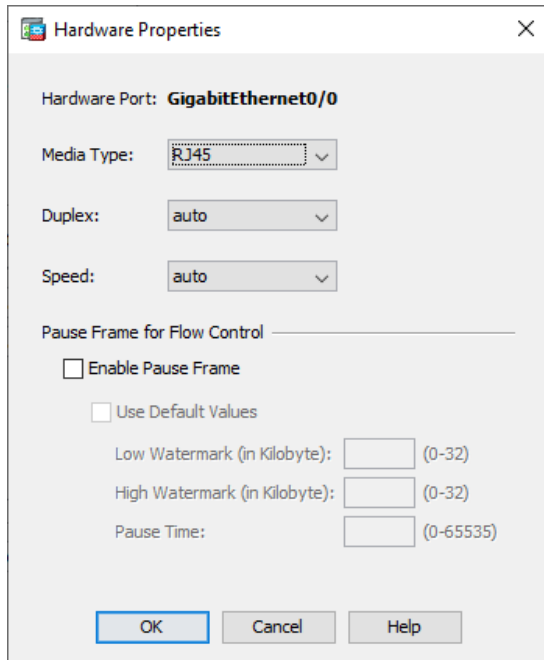 Hardware Properties
Hardware Port: GigabitEthernet0/0
Media Type: RJ45
Duplex: auto
Speed: auto
Pause Frame for Flow Control
Enable Pause Frame
Use Default Values
Low Watermark (in Kilobyte): (0-32)
High Watermark (in Kilobyte): (0-32)
Pause Time: (0-65535)
OK Cancel Help